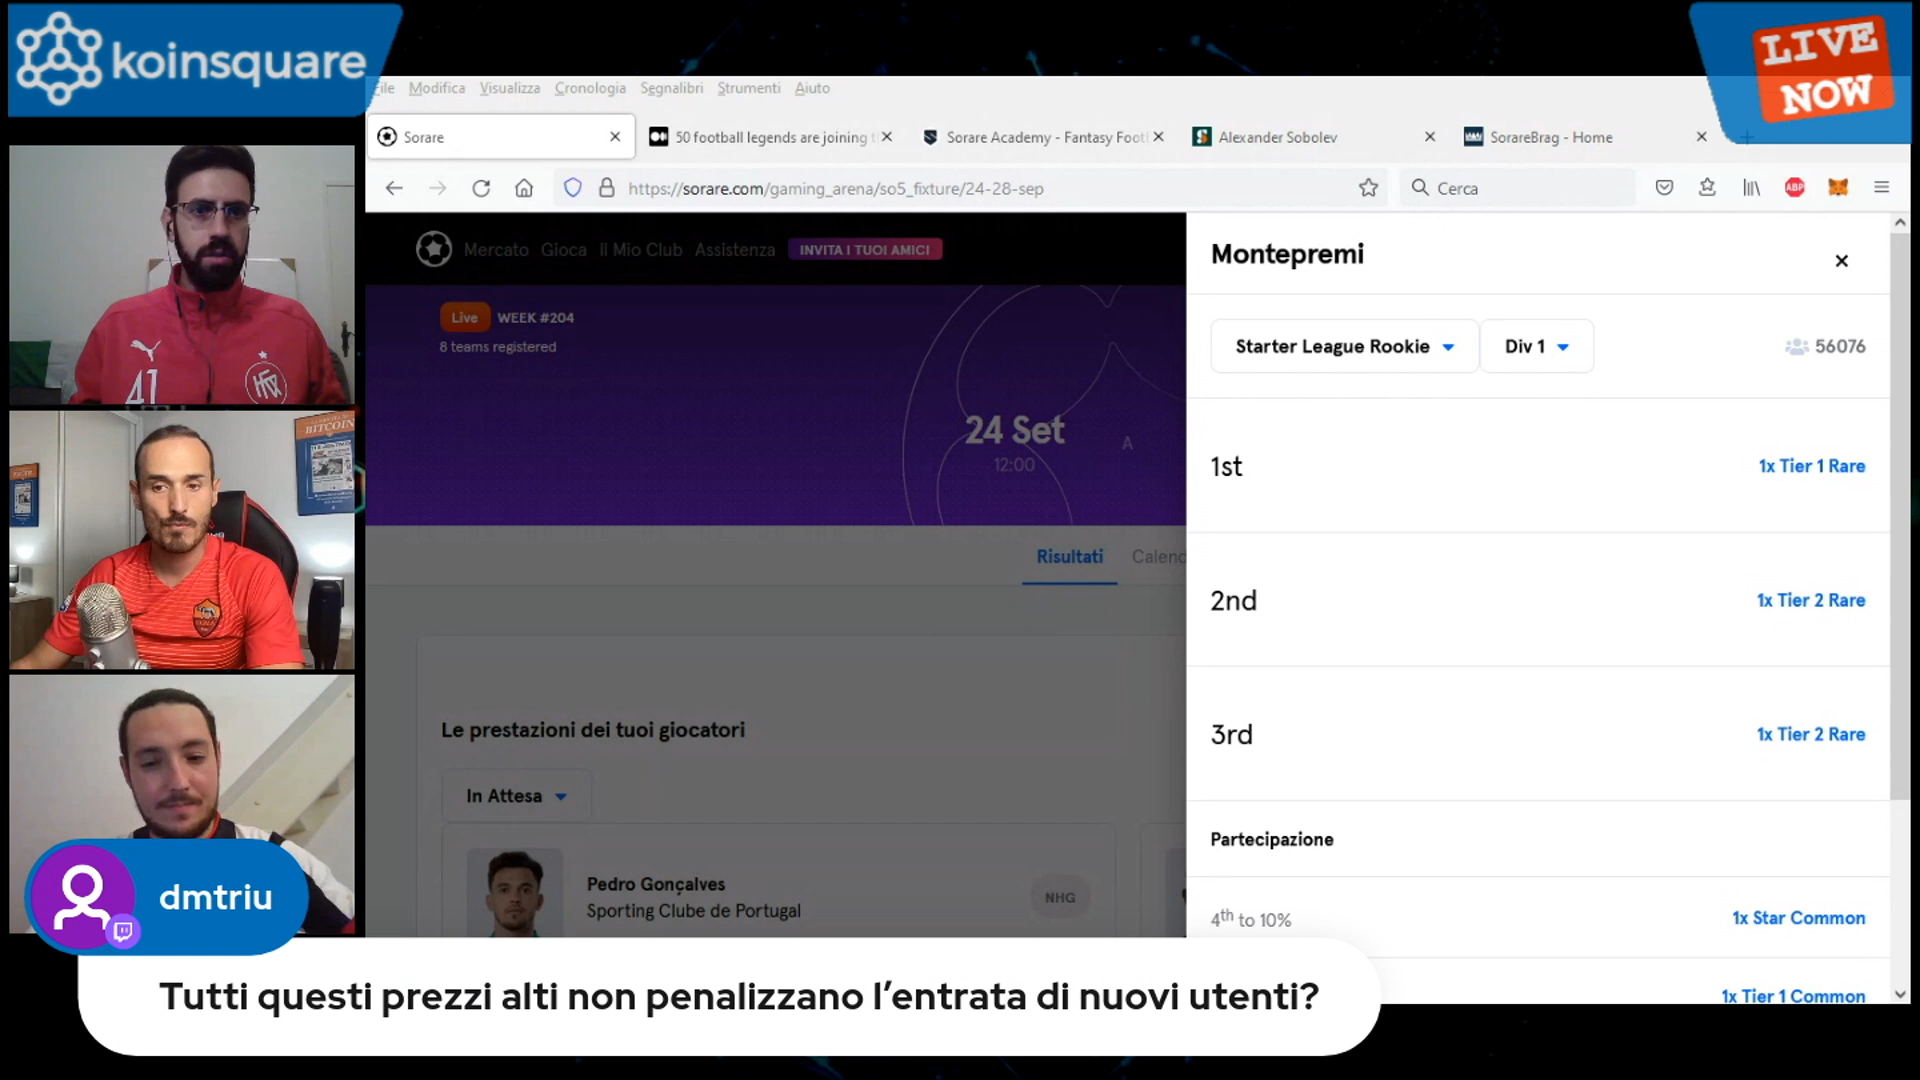 koinsquare
LIVE
NOW
File Modifica Visualizza Cronologia Segnalibri Strumenti Aiuto
Sorare
50 football legends are joining t
Sorare Academy - Fantasy Foot
Alexander Sobolev
SorareBrag - Home
https://sorare.com/gaming_arena/so5_fixture/24-28-sep
Cerca
ABP
Mercato Gioca Il Mio Club Assistenza INVITA I TUOI AMICI
Live WEEK #204
8 teams registered
24 Set
12:00
A
Risultati Calend
Le prestazioni dei tuoi giocatori
In Attesa
Pedro Gonçalves
Sporting Clube de Portugal
NHG
Montepremi
Starter League Rookie Div 1 56076
1st 1x Tier 1 Rare
2nd 1x Tier 2 Rare
3rd 1x Tier 2 Rare
Partecipazione
4th to 10% 1x Star Common
1x Tier 1 Common
41
BITCOIN
dmtriu
Tutti questi prezzi alti non penalizzano l’entrata di nuovi utenti?